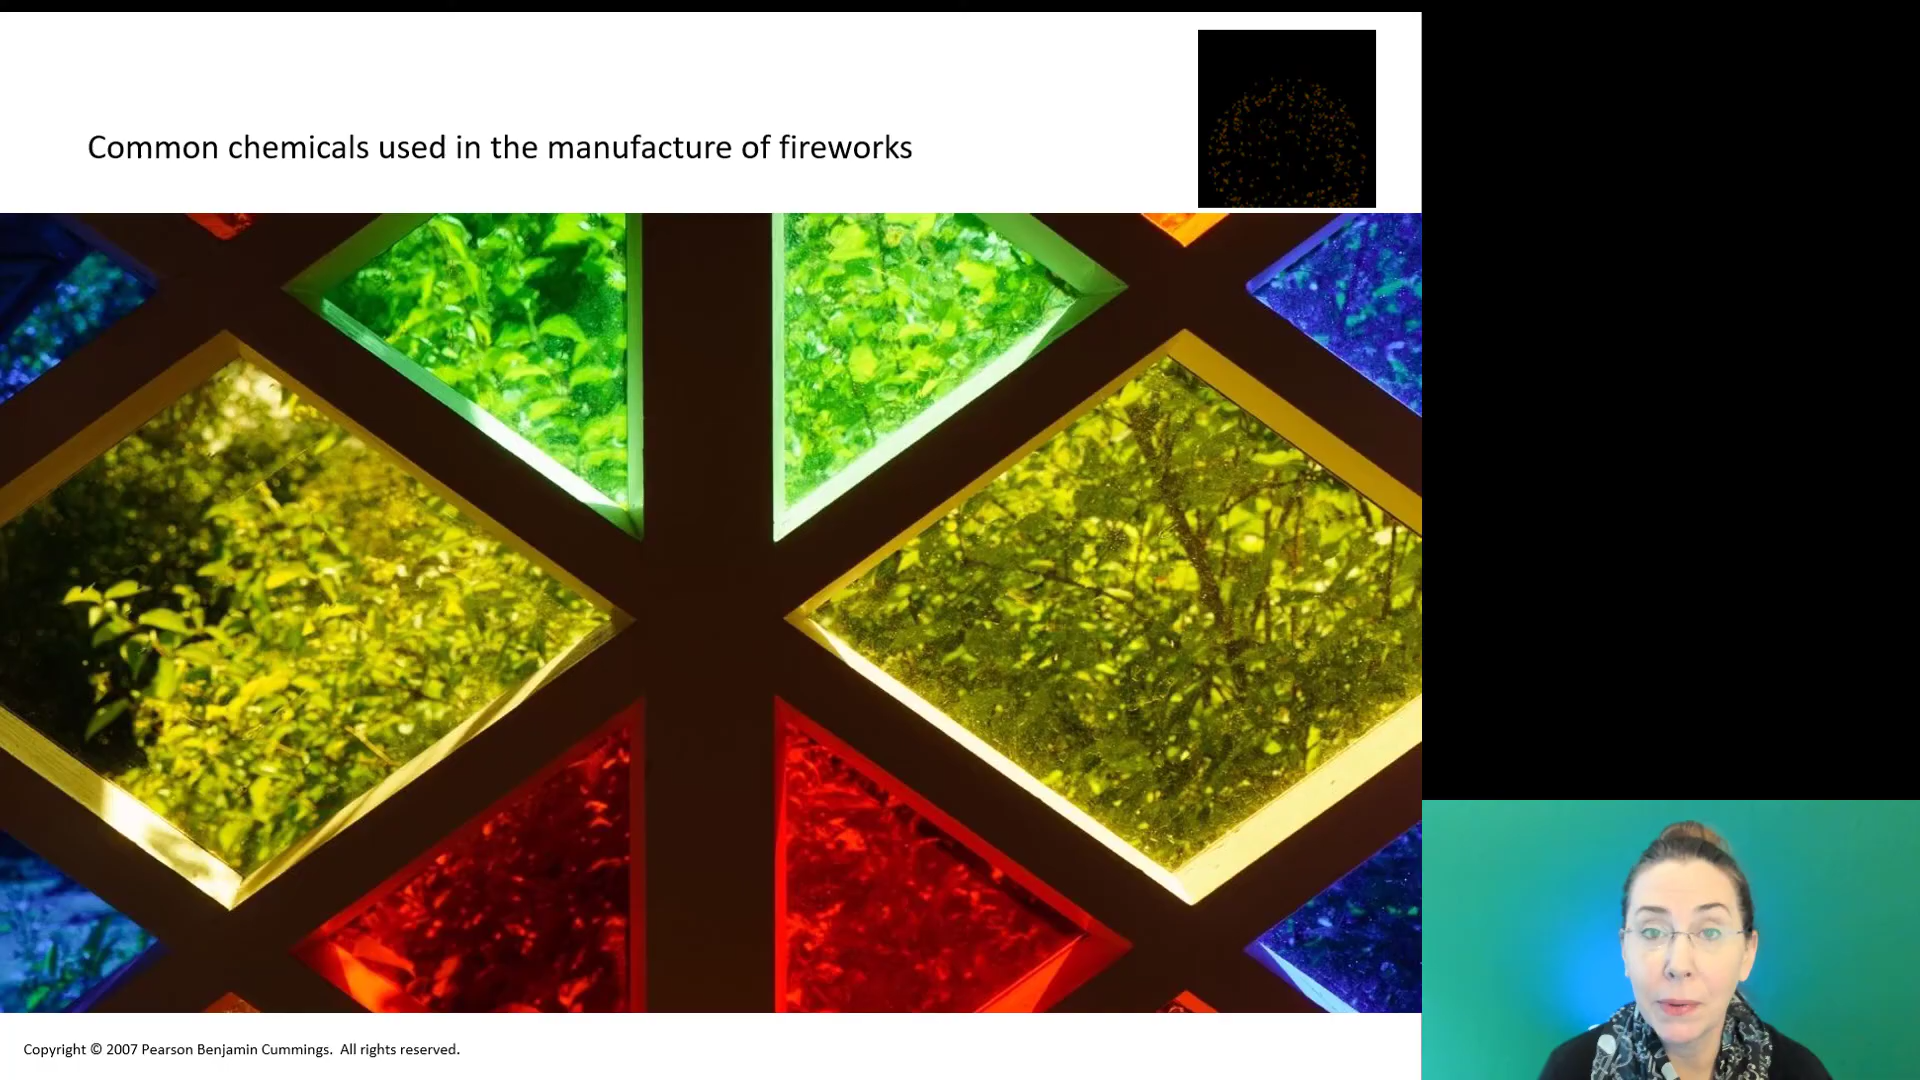 Common chemicals used in the manufacture of fireworks
Copyright © 2007 Pearson Benjamin Cummings. All rights reserved.